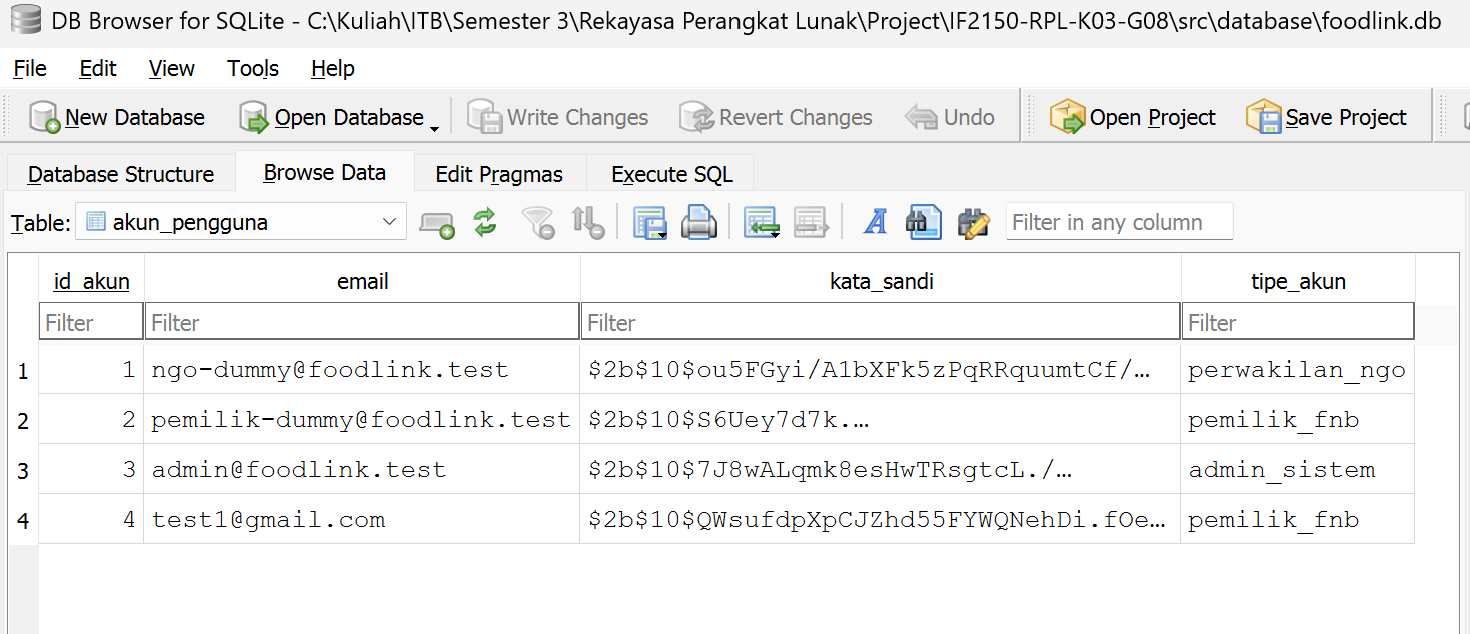 DB Browser for SQLite - C:\Kuliah\ITB\Semester 3\Rekayasa Perangkat Lunak\Project\IF2150-RPL-K03-G08\src\database\foodlink.db
File Edit View Tools Help
New Database Open Database Write Changes Revert Changes Undo Open Project Save Project
Database Structure Browse Data Edit Pragmas Execute SQL
Table: akun_pengguna Filter in any column
id_akun email kata_sandi tipe_akun
Filter Filter Filter Filter
1 1 ngo-dummy@foodlink.test $2b$10$ou5FGyi/A1bXFk5zPqRRquumtCf/… perwakilan_ngo
2 2 pemilik-dummy@foodlink.test $2b$10$S6Uey7d7k.… pemilik_fnb
3 3 admin@foodlink.test $2b$10$7J8wALqmk8esHwTRsgtcL./… admin_sistem
4 4 test1@gmail.com $2b$10$QWsufdpXpCJZhd55FYWQNehDi.fOe… pemilik_fnb